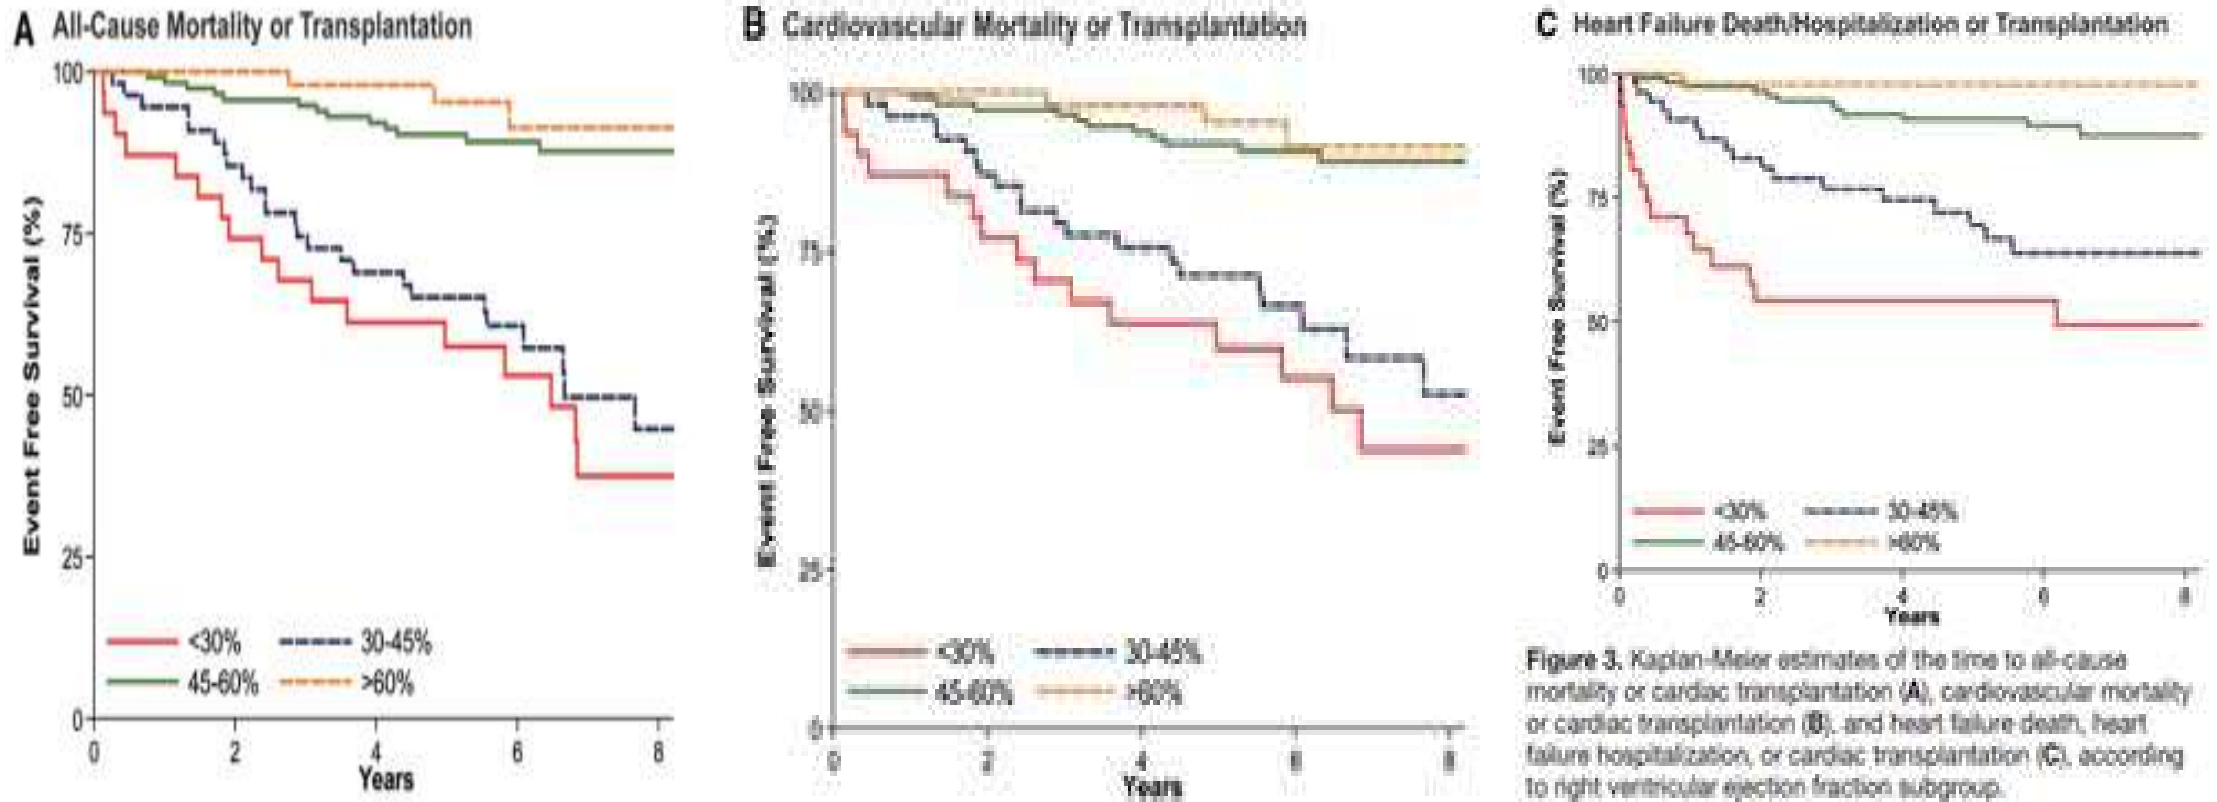 A All-Cause Mortality or Transplantation
Event Free Survival (%)
100
75
50
25
0
0 2 4 6 8
Years
<30% 30-45%
45-60% >60%
B Cardiovascular Mortality or Transplantation
Event Free Survival (%)
100
75
50
25
0
0 2 4 6 8
Years
<30% 30-45%
45-60% >60%
C Heart Failure Death/Hospitalization or Transplantation
Event Free Survival (%)
100
75
50
25
0
0 2 4 6 8
Years
<30% 30-45%
45-60% >60%
Figure 3. Kaplan-Meier estimates of the time to all-cause
mortality or cardiac transplantation (A), cardiovascular mortality
or cardiac transplantation (B), and heart failure death, heart
failure hospitalization, or cardiac transplantation (C), according
to right ventricular ejection fraction subgroup.